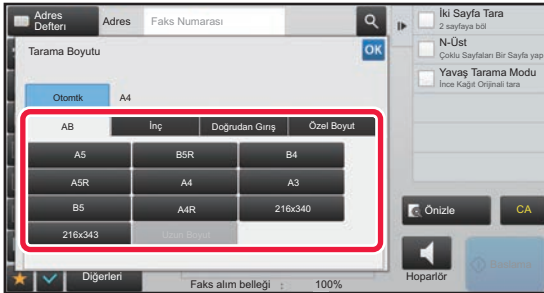 Adres Defterı
Adres
Faks Numarası
Tarama Boyutu
OK
Otomtk
A4
AB
İnç
Doğrudan Gırış
Özel Boyut
A5
B5R
B4
A5R
A4
A3
B5
A4R
216x340
216x343
Uzun Boyut
Diğerleri
Faks alım belleği : 100%
İki Sayfa Tara
2 sayfaya böl
N-Üst
Çoklu Sayfaları Bir Sayfa yap
Yavaş Tarama Modu
İnce Kağıt Orijinali tara
Önizle
CA
Hoparlör